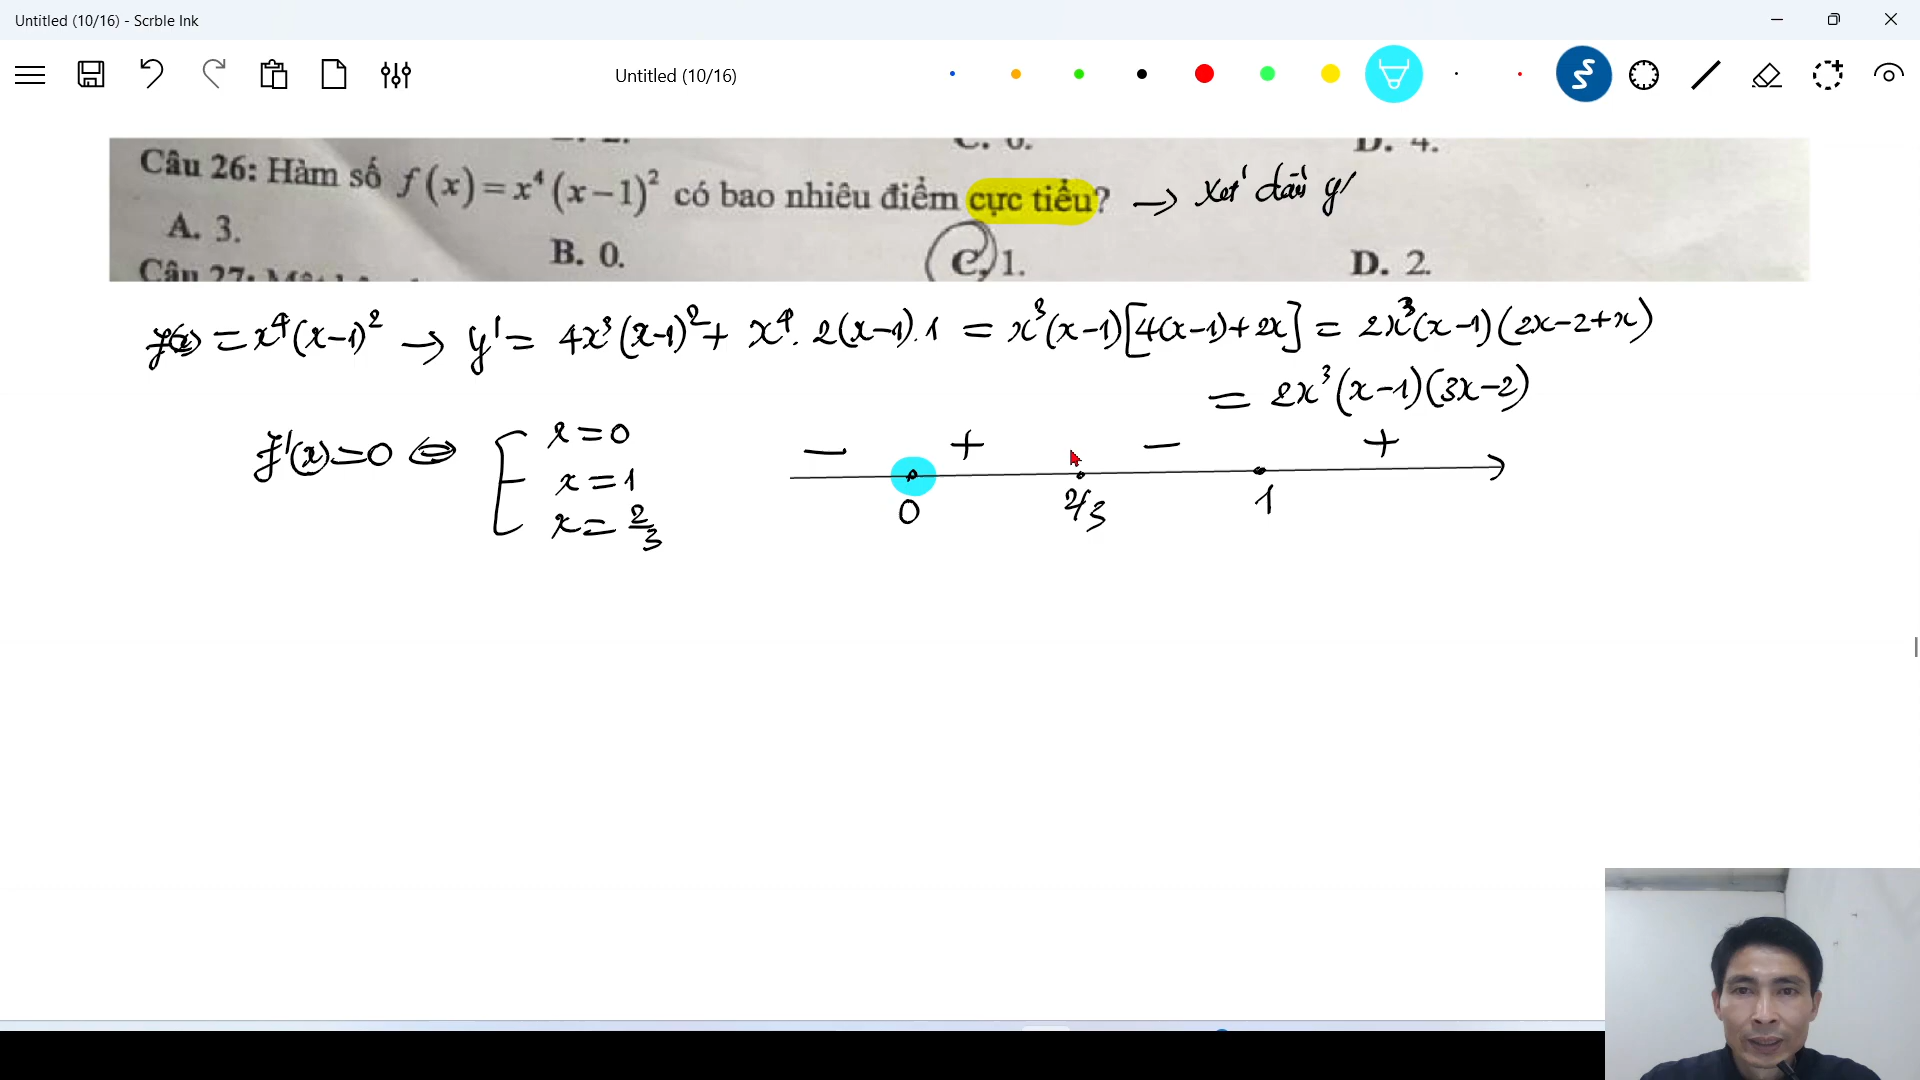 Untitled (10/16) - Scrble Ink
Untitled (10/16)
D. 4.
Câu 26: Hàm số f(x)=x⁴(x−1)² có bao nhiêu điểm cực tiểu? → xét dấu y'
A. 3.
B. 0.
C. 1.
D. 2.
Câu 27:
f(x) = x⁴(x-1)² → y' = 4x³(x-1)² + x⁴. 2(x-1).1 = x³(x-1)[4(x-1)+2x] = 2x³(x-1)(2x-2+x)
= 2x³(x-1)(3x-2)
f'(x)=0 ⇔
x=0
x=1
x=2/3
− + − +
0 2/3 1